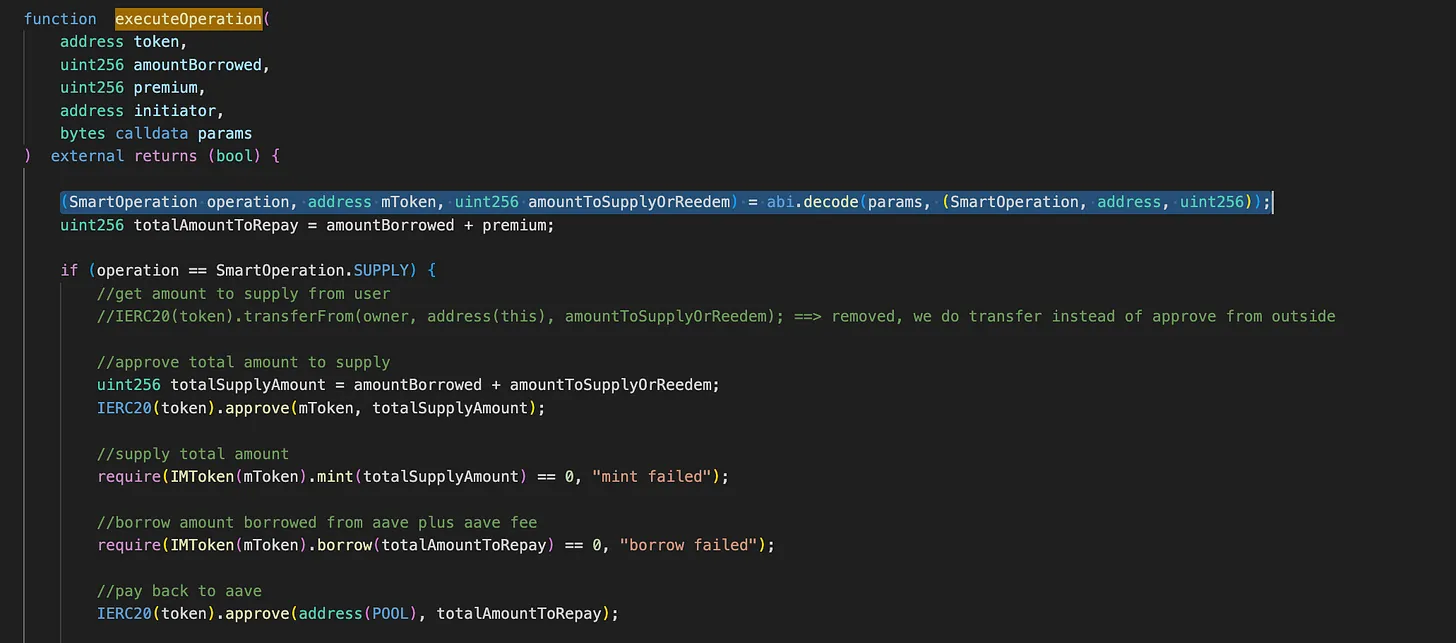 function executeOperation(
address token,
uint256 amountBorrowed,
uint256 premium,
address initiator,
bytes calldata params
) external returns (bool) {
(SmartOperation operation, address mToken, uint256 amountToSupplyOrReedem) = abi.decode(params, (SmartOperation, address, uint256));
uint256 totalAmountToRepay = amountBorrowed + premium;
if (operation == SmartOperation.SUPPLY) {
//get amount to supply from user
//IERC20(token).transferFrom(owner, address(this), amountToSupplyOrReedem); ==> removed, we do transfer instead of approve from outside
//approve total amount to supply
uint256 totalSupplyAmount = amountBorrowed + amountToSupplyOrReedem;
IERC20(token).approve(mToken, totalSupplyAmount);
//supply total amount
require(IMToken(mToken).mint(totalSupplyAmount) == 0, "mint failed");
//borrow amount borrowed from aave plus aave fee
require(IMToken(mToken).borrow(totalAmountToRepay) == 0, "borrow failed");
//pay back to aave
IERC20(token).approve(address(POOL), totalAmountToRepay);